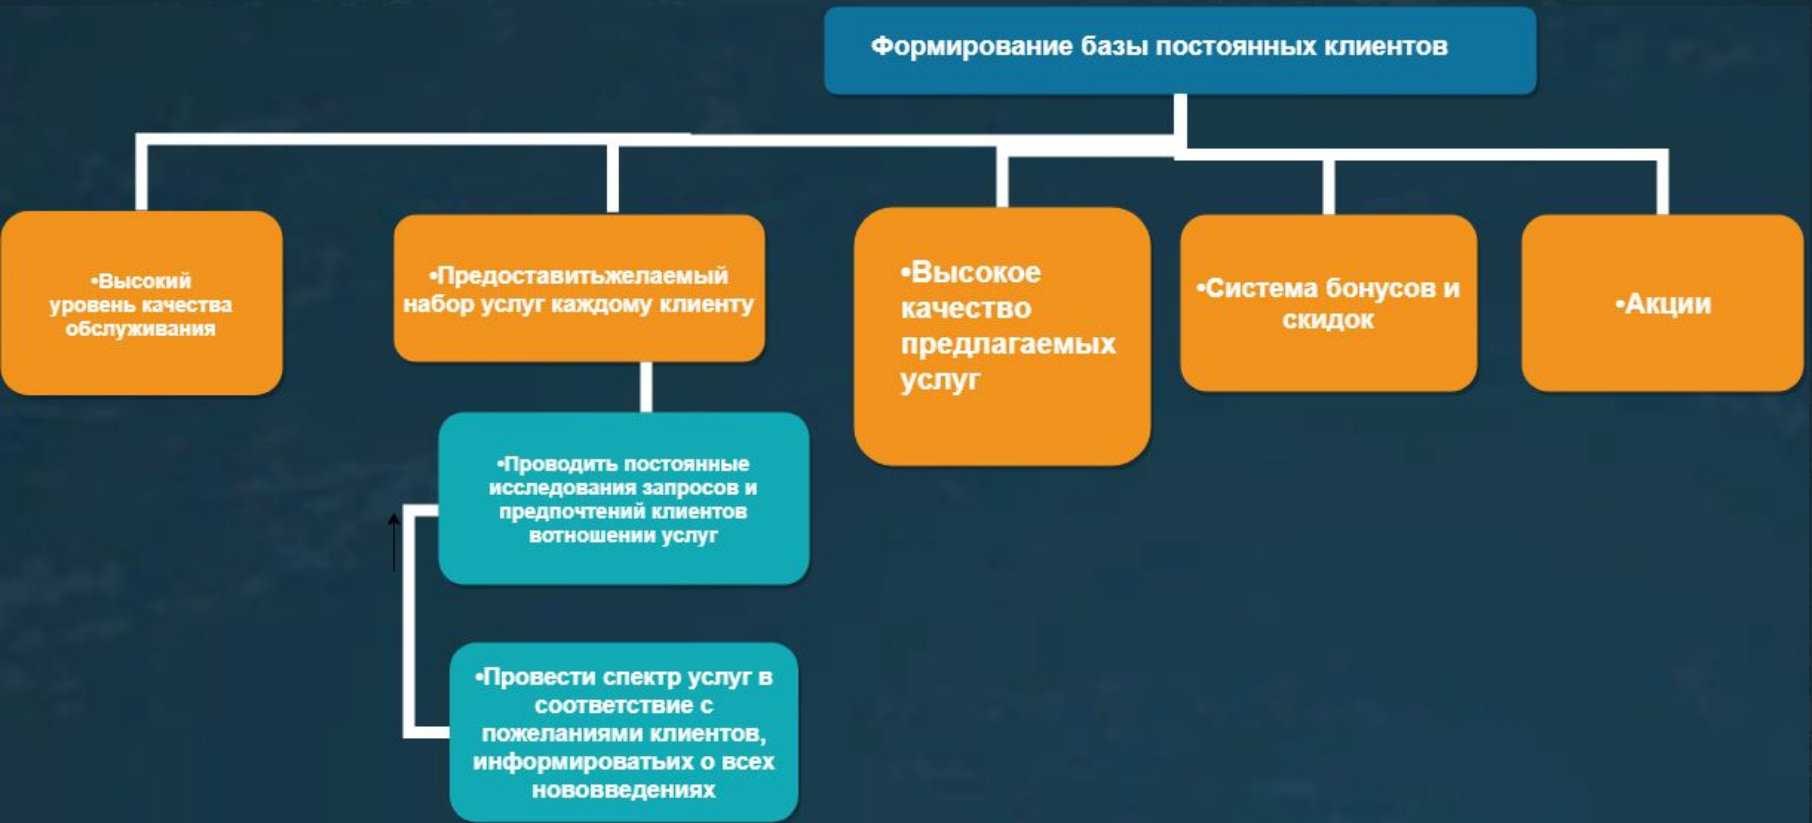 Формирование базы постоянных клиентов
•Высокий
уровень качества
обслуживания
•Предоставитьжелаемый
набор услуг каждому клиенту
•Высокое
качество
предлагаемых
услуг
•Система бонусов и
скидок
•Акции
•Проводить постоянные
исследования запросов и
предпочтений клиентов
вотношении услуг
•Провести спектр услуг в
соответствие с
пожеланиями клиентов,
информироватьих о всех
нововведениях